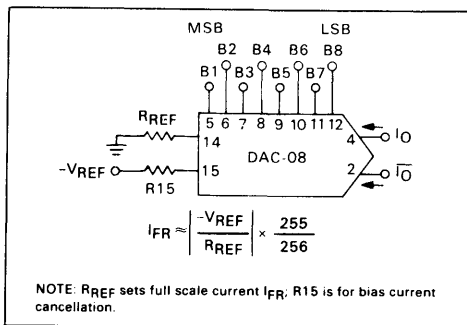 MSB LSB
B2 B4 B6 B8
B1 B3 B5 B7
RREF
5 6 7 8 9 10 11 12
14 4 IO
DAC-08
-VREF 15 2 I̅O̅
R15
IFR ≈ | -VREF / RREF | × 255 / 256
NOTE: RREF sets full scale current IFR; R15 is for bias current
cancellation.